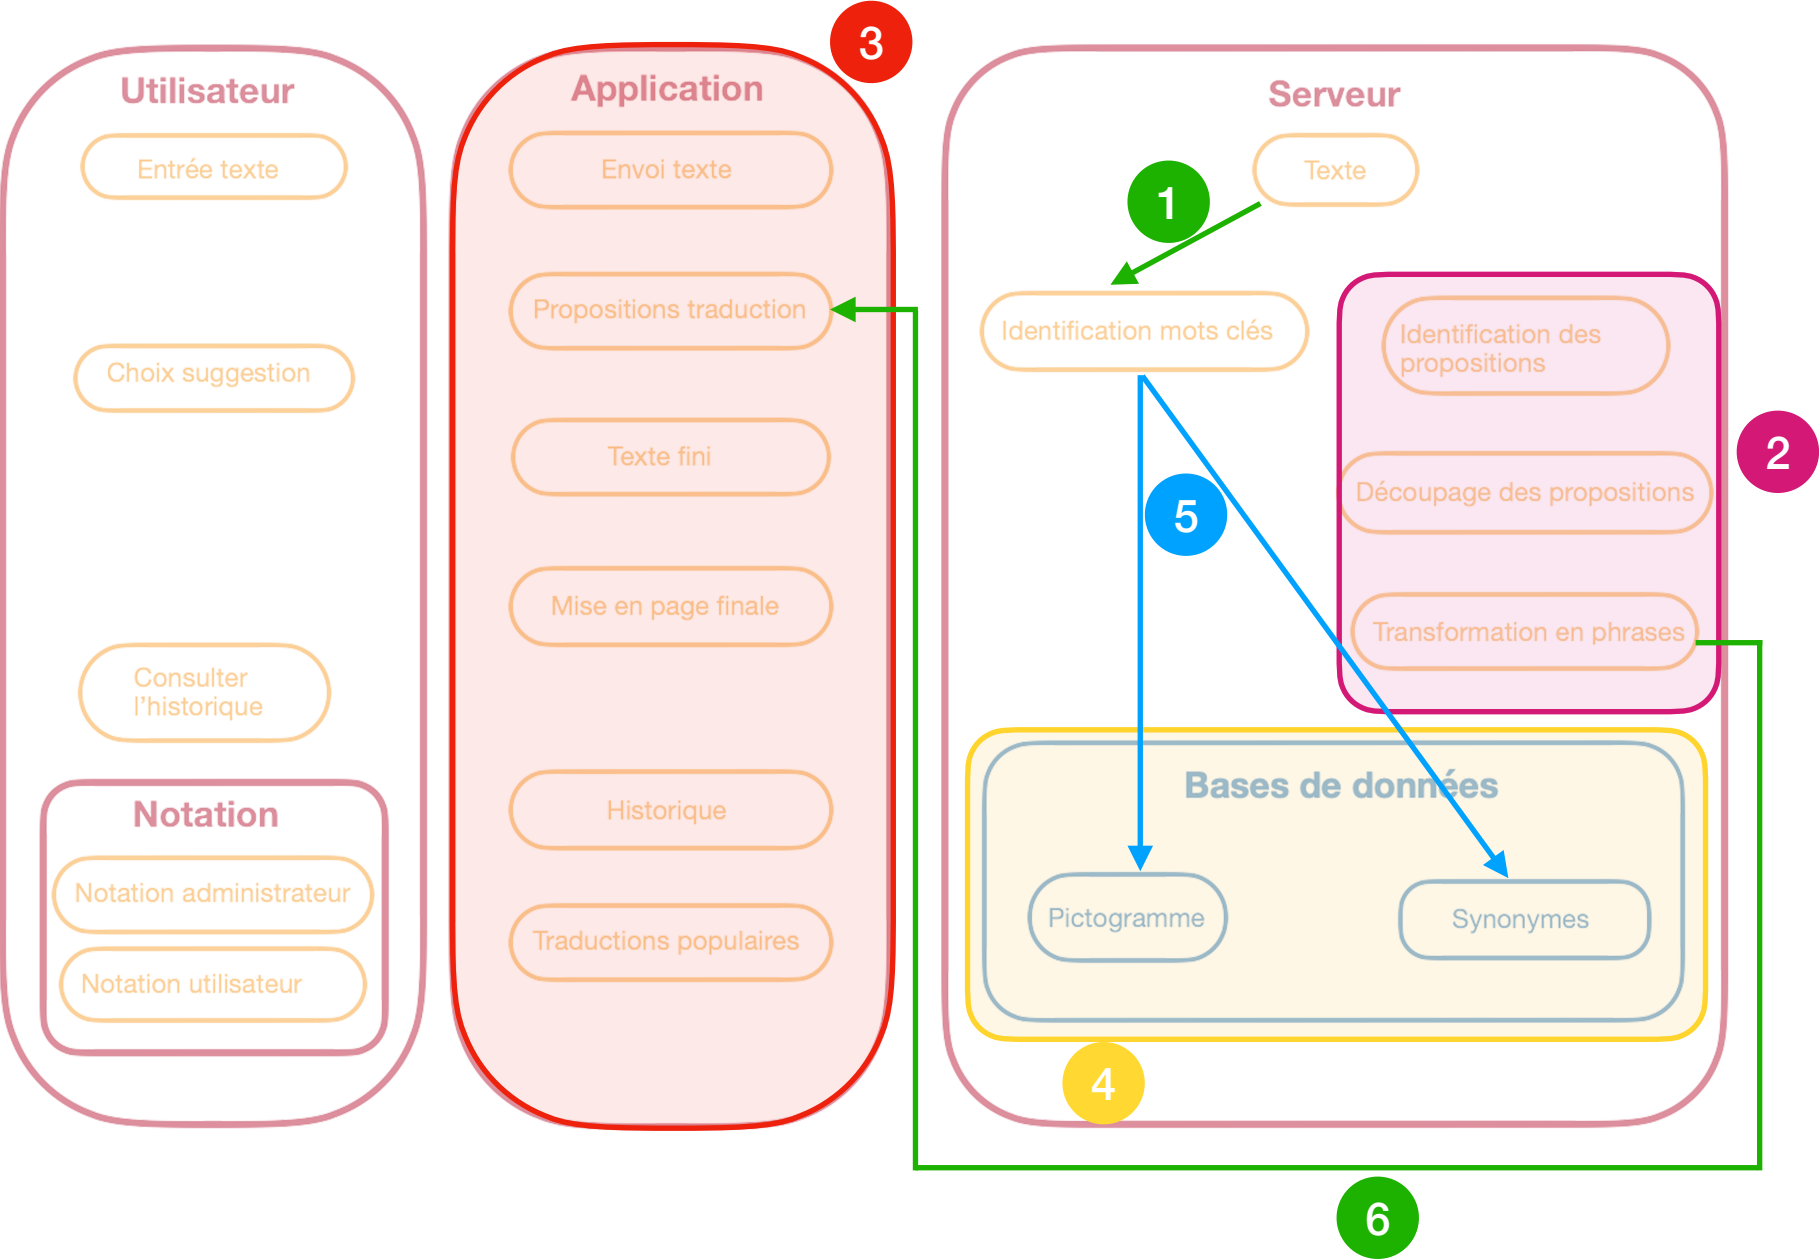 Utilisateur
Entrée texte
Choix suggestion
Consulter
l’historique
Notation
Notation administrateur
Notation utilisateur
3
Application
Envoi texte
Propositions traduction
Texte fini
Mise en page finale
Historique
Traductions populaires
Serveur
Texte
1
Identification mots clés
Identification des
propositions
2
Découpage des propositions
5
Transformation en phrases
Bases de données
Pictogramme
Synonymes
4
6